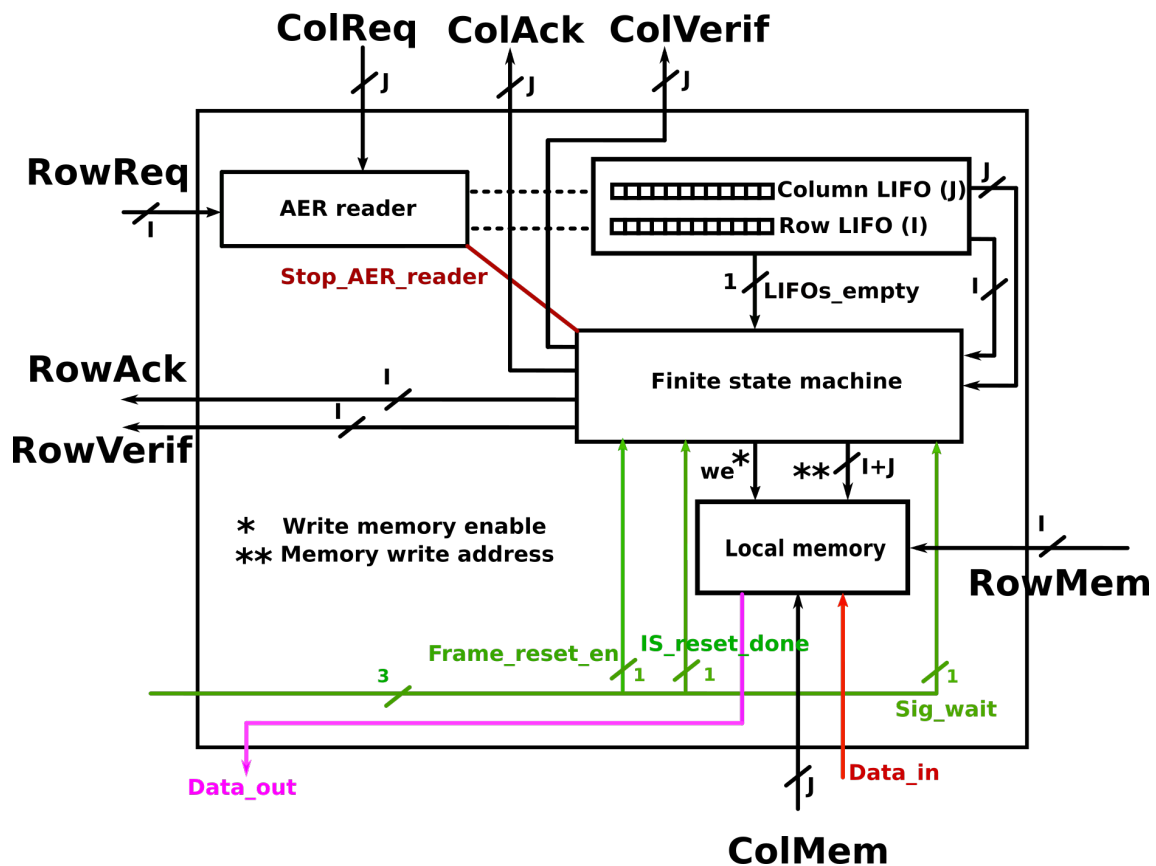 ColReq
ColAck
ColVerif
J
J
J
RowReq
I
AER reader
Column LIFO (J)
Row LIFO (I)
J
Stop_AER_reader
1
LIFOs_empty
I
RowAck
I
Finite state machine
I
RowVerif
we*
**
I+J
* Write memory enable
** Memory write address
Local memory
I
RowMem
Frame_reset_en
IS_reset_done
3
1
1
1
Sig_wait
Data_out
J
Data_in
ColMem